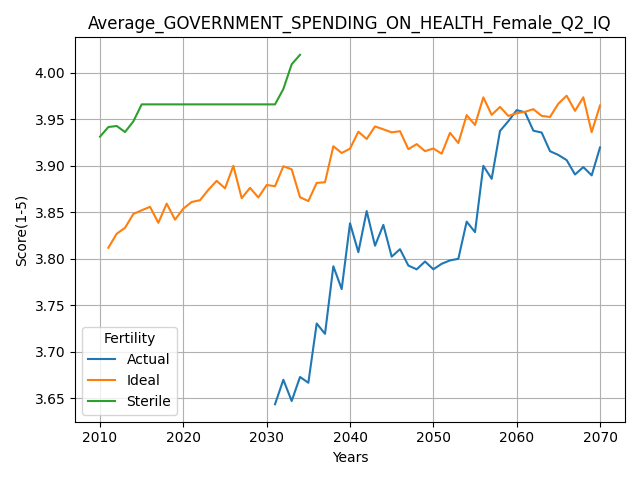 Average_GOVERNMENT_SPENDING_ON_HEALTH_Female_Q2_IQ
Score(1-5)
4.00
3.95
3.90
3.85
3.80
3.75
3.70
3.65
Fertility
Actual
Ideal
Sterile
2010 2020 2030 2040 2050 2060 2070
Years